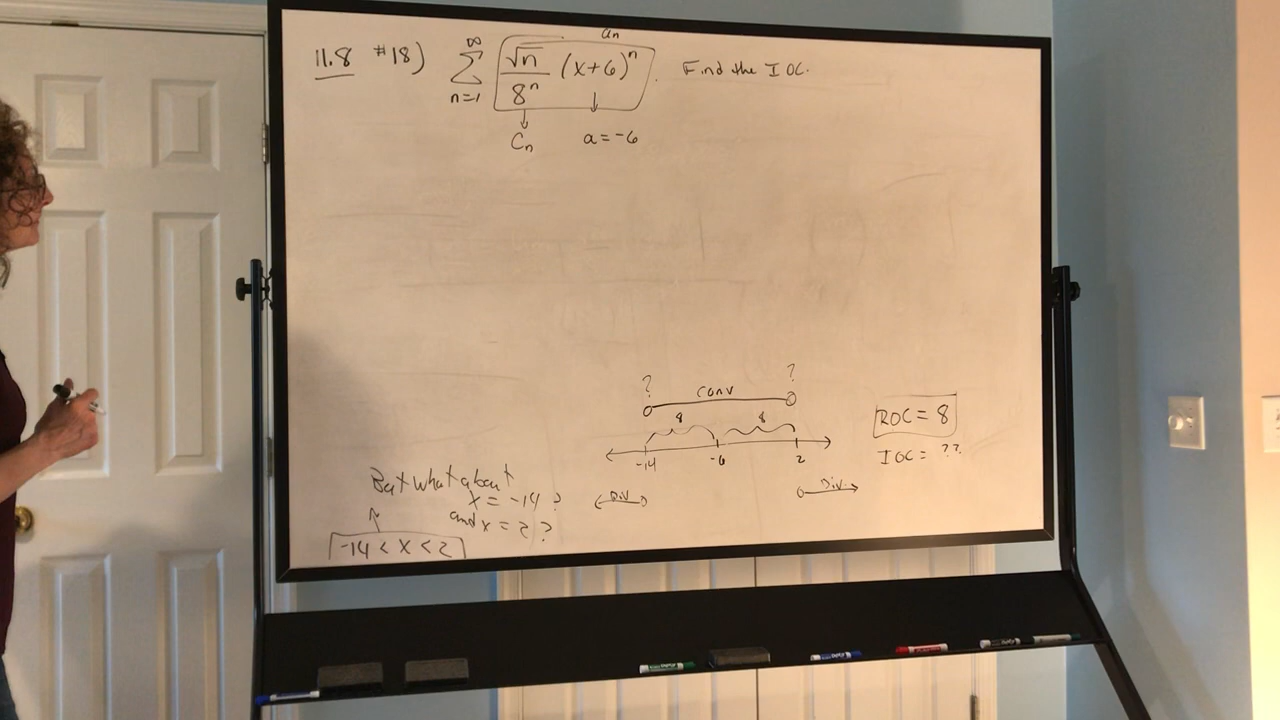 11.8 #18) ∞ Σ n=1 √n / 8ⁿ (x+6)ⁿ aₙ . Find the IOC.
Cₙ a = -6
? ?
conv
8 8
-14 -6 2
ROC = 8
IOC = ??
Div Div.
But what about
x = -14 ?
and x = 2 ?
-14 < x < 2